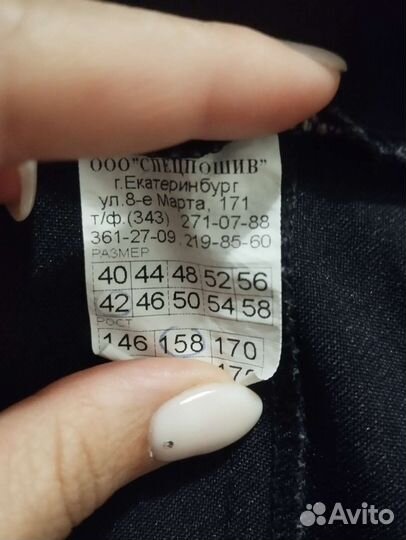 ООО"СПЕЦПОШИВ"
г.Екатеринбург
ул.8-е Марта, 171
т/ф.(343) 271-07-88
361-27-09, 219-85-60
РАЗМЕР
40 44 48 52 56
42 46 50 54 58
РОСТ
146 158 170
Avito